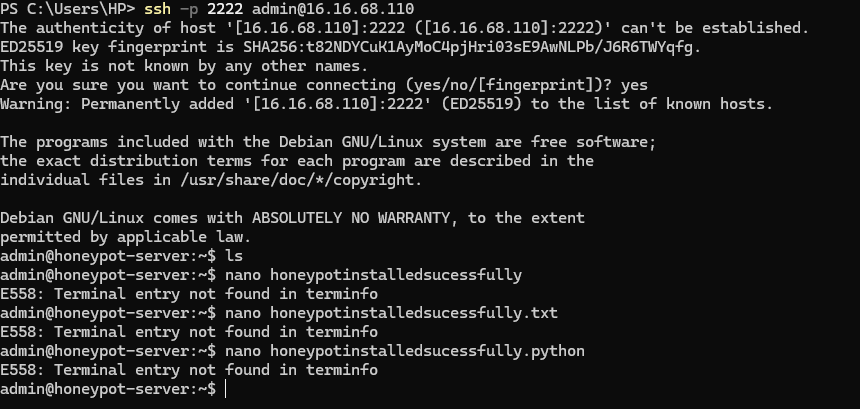 PS C:\Users\HP> ssh -p 2222 admin@16.16.68.110
The authenticity of host '[16.16.68.110]:2222 ([16.16.68.110]:2222)' can't be established.
ED25519 key fingerprint is SHA256:t82NDYCuK1AyMoC4pjHri03sE9AwNLPb/J6R6TWYqfg.
This key is not known by any other names.
Are you sure you want to continue connecting (yes/no/[fingerprint])? yes
Warning: Permanently added '[16.16.68.110]:2222' (ED25519) to the list of known hosts.

The programs included with the Debian GNU/Linux system are free software;
the exact distribution terms for each program are described in the
individual files in /usr/share/doc/*/copyright.

Debian GNU/Linux comes with ABSOLUTELY NO WARRANTY, to the extent
permitted by applicable law.
admin@honeypot-server:~$ ls
admin@honeypot-server:~$ nano honeypotinstalledsucessfully
E558: Terminal entry not found in terminfo
admin@honeypot-server:~$ nano honeypotinstalledsucessfully.txt
E558: Terminal entry not found in terminfo
admin@honeypot-server:~$ nano honeypotinstalledsucessfully.python
E558: Terminal entry not found in terminfo
admin@honeypot-server:~$